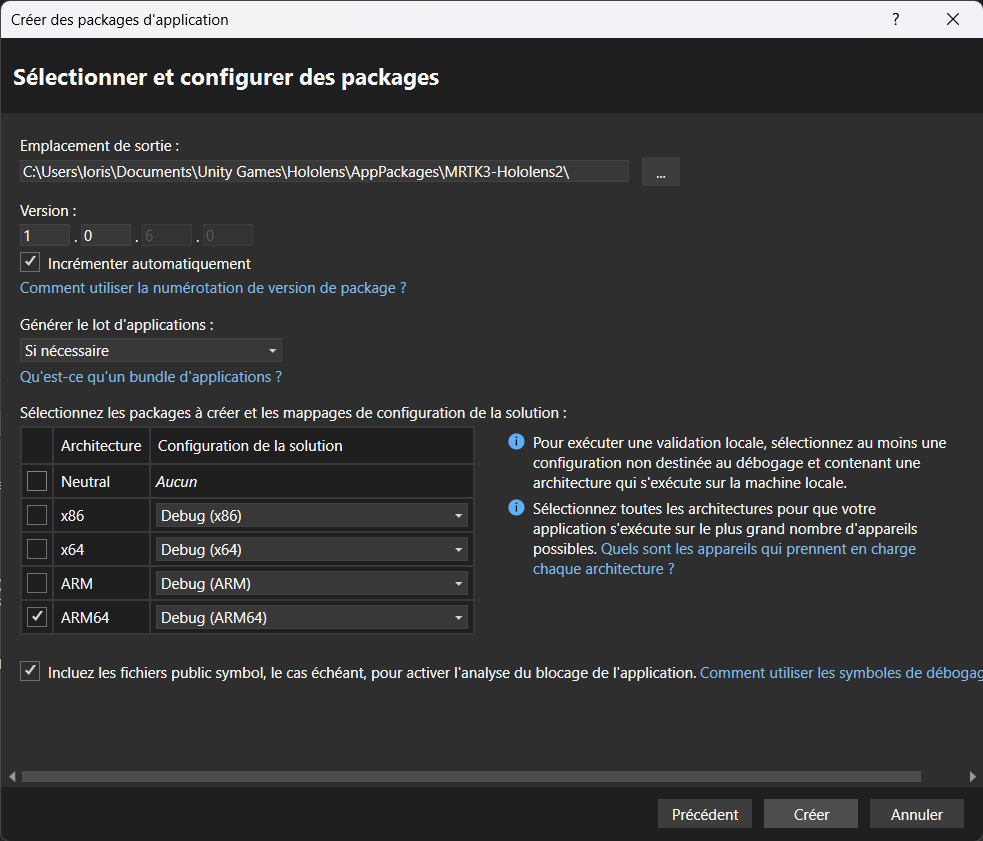 Créer des packages d'application
?
Sélectionner et configurer des packages
Emplacement de sortie :
C:\Users\loris\Documents\Unity Games\Hololens\AppPackages\MRTK3-Hololens2\
...
Version :
1 . 0 . 6 . 0
Incrémenter automatiquement
Comment utiliser la numérotation de version de package ?
Générer le lot d'applications :
Si nécessaire
Qu'est-ce qu'un bundle d'applications ?
Sélectionnez les packages à créer et les mappages de configuration de la solution :
Architecture Configuration de la solution
Neutral Aucun
x86 Debug (x86)
x64 Debug (x64)
ARM Debug (ARM)
ARM64 Debug (ARM64)
Pour exécuter une validation locale, sélectionnez au moins une
configuration non destinée au débogage et contenant une
architecture qui s'exécute sur la machine locale.
Sélectionnez toutes les architectures pour que votre
application s'exécute sur le plus grand nombre d'appareils
possibles. Quels sont les appareils qui prennent en charge
chaque architecture ?
Incluez les fichiers public symbol, le cas échéant, pour activer l'analyse du blocage de l'application. Comment utiliser les symboles de débogag
Précédent Créer Annuler